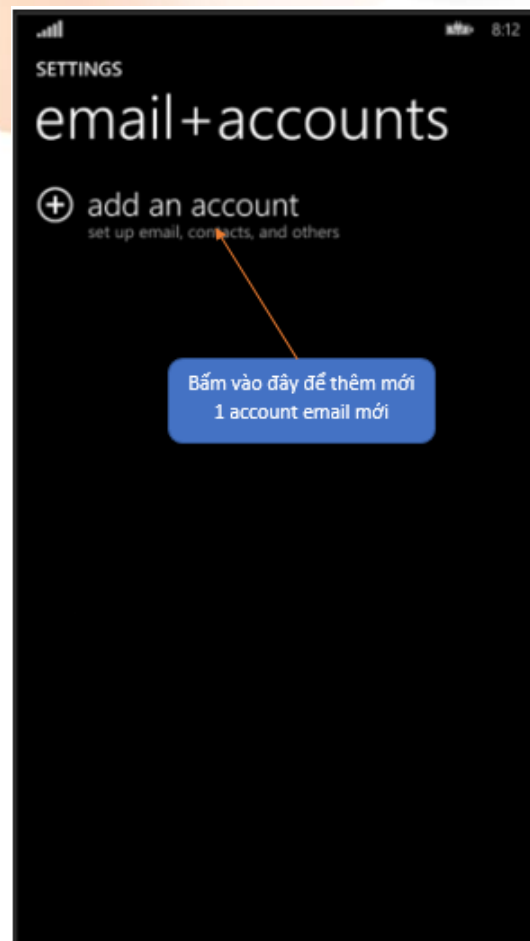 8:12
SETTINGS
email+accounts
add an account
set up email, contacts, and others
Bấm vào đây để thêm mới
1 account email mới